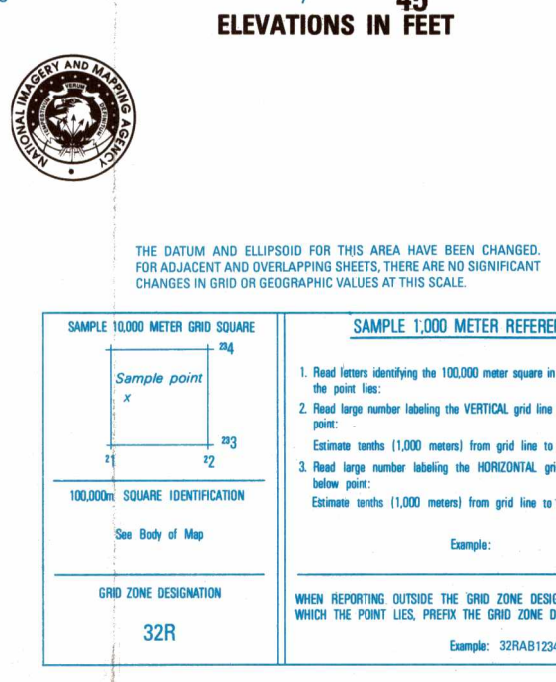 45
ELEVATIONS IN FEET
NATIONAL IMAGERY AND MAPPING AGENCY
THE DATUM AND ELLIPSOID FOR THIS AREA HAVE BEEN CHANGED.
FOR ADJACENT AND OVERLAPPING SHEETS, THERE ARE NO SIGNIFICANT
CHANGES IN GRID OR GEOGRAPHIC VALUES AT THIS SCALE.
SAMPLE 10,000 METER GRID SQUARE
234
Sample point
x
233
21
22
100,000m SQUARE IDENTIFICATION
See Body of Map
GRID ZONE DESIGNATION
32R
SAMPLE 1,000 METER REFERE
1. Read letters identifying the 100,000 meter square in
the point lies:
2. Read large number labeling the VERTICAL grid line
point:
Estimate tenths (1,000 meters) from grid line to
3. Read large number labeling the HORIZONTAL gri
below point:
Estimate tenths (1,000 meters) from grid line to
Example:
WHEN REPORTING OUTSIDE THE GRID ZONE DESIG
WHICH THE POINT LIES, PREFIX THE GRID ZONE D
Example: 32RAB1234